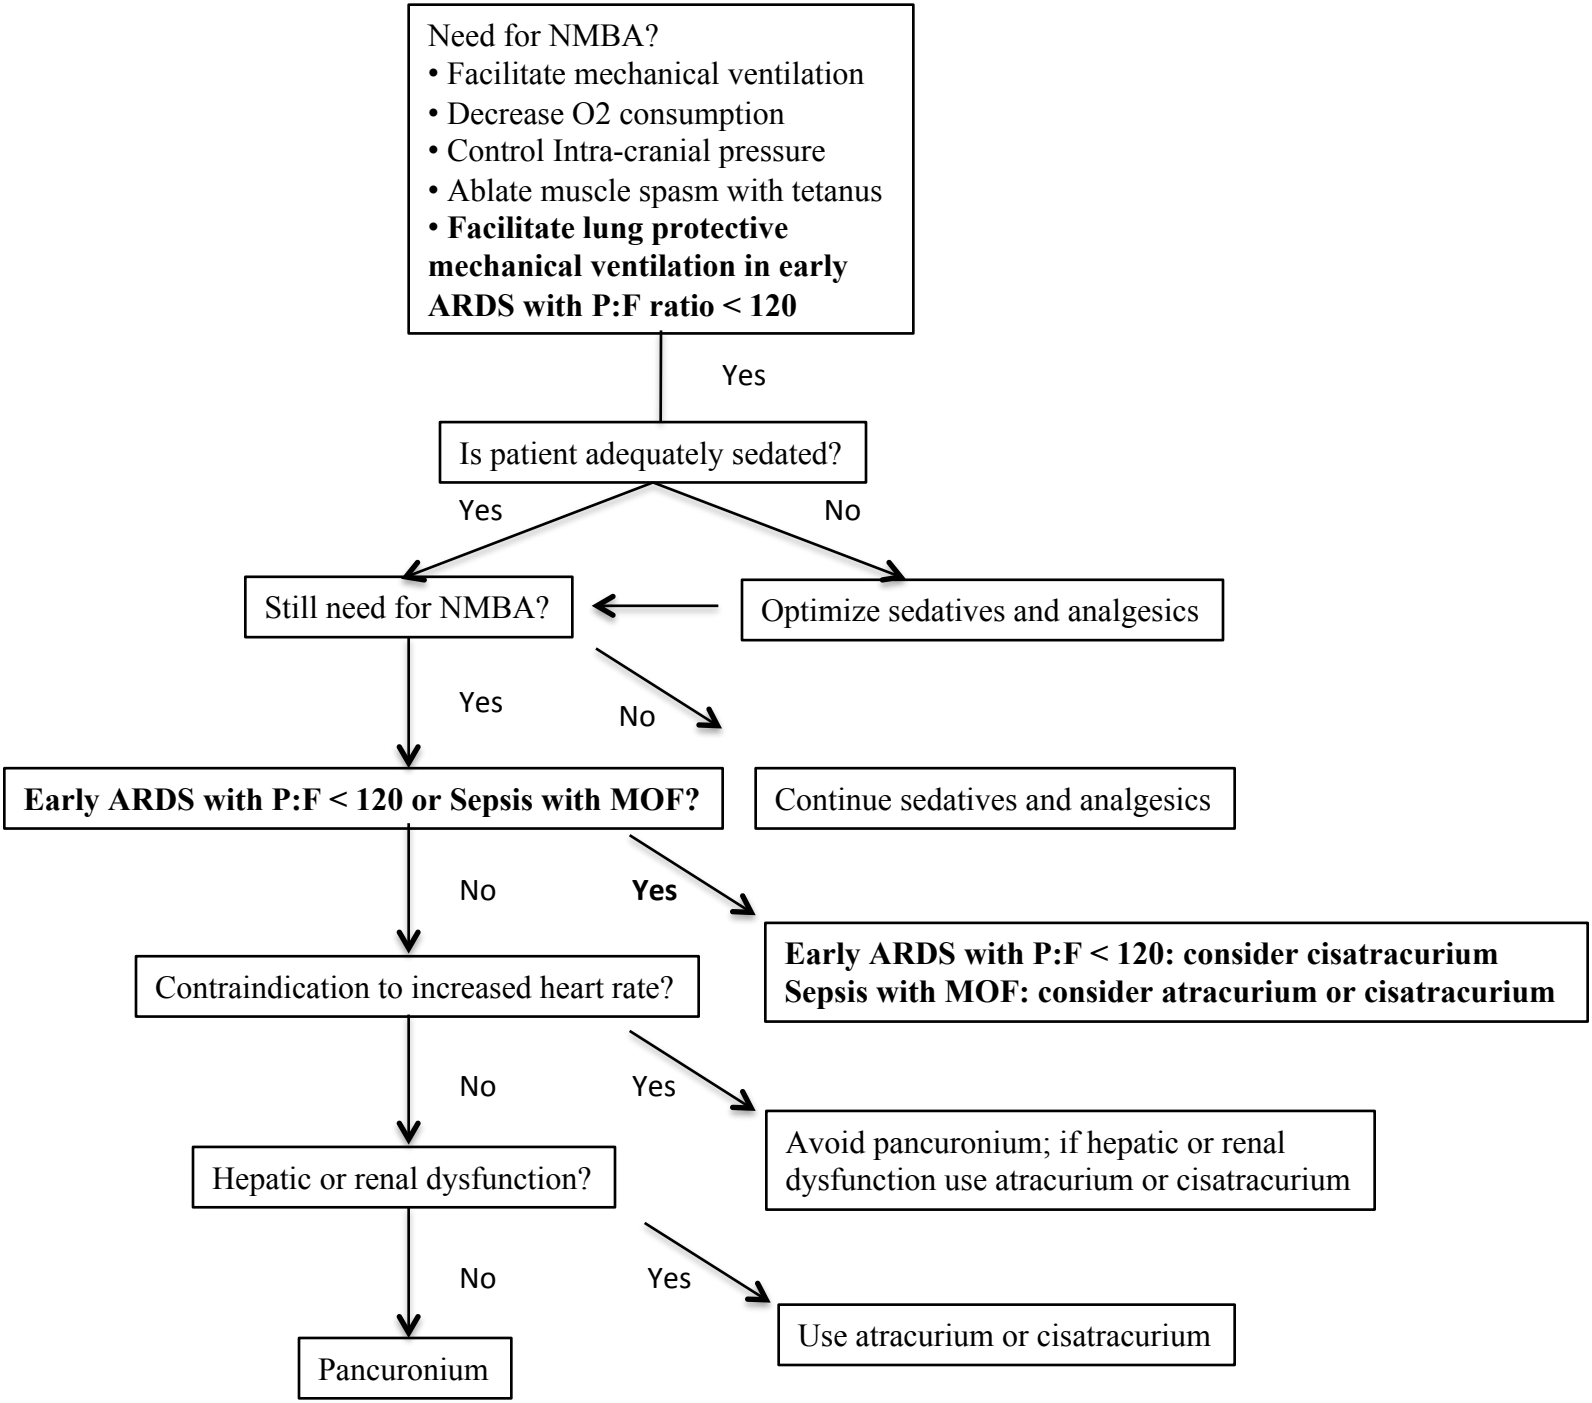 Need for NMBA?
• Facilitate mechanical ventilation
• Decrease O2 consumption
• Control Intra-cranial pressure
• Ablate muscle spasm with tetanus
• Facilitate lung protective
mechanical ventilation in early
ARDS with P:F ratio < 120
Yes
Is patient adequately sedated?
Yes
No
Still need for NMBA?
Optimize sedatives and analgesics
Yes
No
Early ARDS with P:F < 120 or Sepsis with MOF?
Continue sedatives and analgesics
No
Yes
Early ARDS with P:F < 120: consider cisatracurium
Sepsis with MOF: consider atracurium or cisatracurium
Contraindication to increased heart rate?
No
Yes
Avoid pancuronium; if hepatic or renal
dysfunction use atracurium or cisatracurium
Hepatic or renal dysfunction?
No
Yes
Use atracurium or cisatracurium
Pancuronium